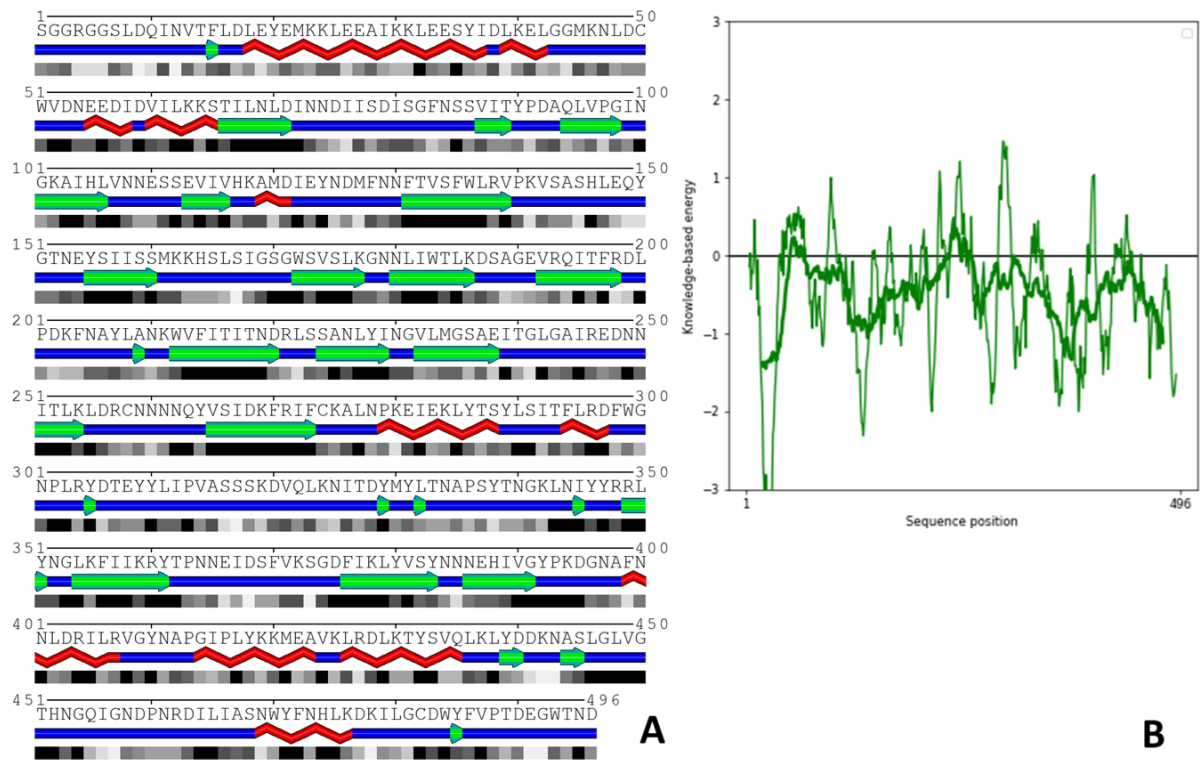 1 50
SGGRGGSLDQINVTFLDLEYEMKKLEEAIKKLEESYIDLKELGGMKNLDC
51 100
WVDNEEDIDVILKKSTILNLDINNDIISDISGFNSSVITYPDAQLVPGIN
101 150
GKAIHLVNNESSEVIVHKAMDIEYNDMFNNFTVSFWLRVPKVSASHLEQY
151 200
GTNEYSIISSMKKHSLSIGSGWSVSLKGNNLIWTLKDSAGEVRQITFRDL
201 250
PDKFNAYLANKWVFITITNDRLSSANLYINGVLMGSAEITGLGAIREDNN
251 300
ITLKLDRCNNNNQYVSIDKFRIFCKALNPKEIEKLYTSYLSITFLRDFWG
301 350
NPLRYDTEYYLIPVASSSKDVQLKNITDYMYLTNAPSYTNGKLNIYYRRL
351 400
YNGLKFIIKRYTPNNEIDSFVKSGDFIKLYVSYNNNEHIVGYPKDGNAFN
401 450
NLDRILRVGYNAPGIPLYKKMEAVKLRDLKTYSVQLKLYDDKNASLGLVG
451 496
THNGQIGNDPNRDILIASNWYFNHLKDKILGCDWYFVPTDEGWTND
A
3
2
1
0
−1
−2
−3
Knowledge-based energy
1 496
Sequence position
B